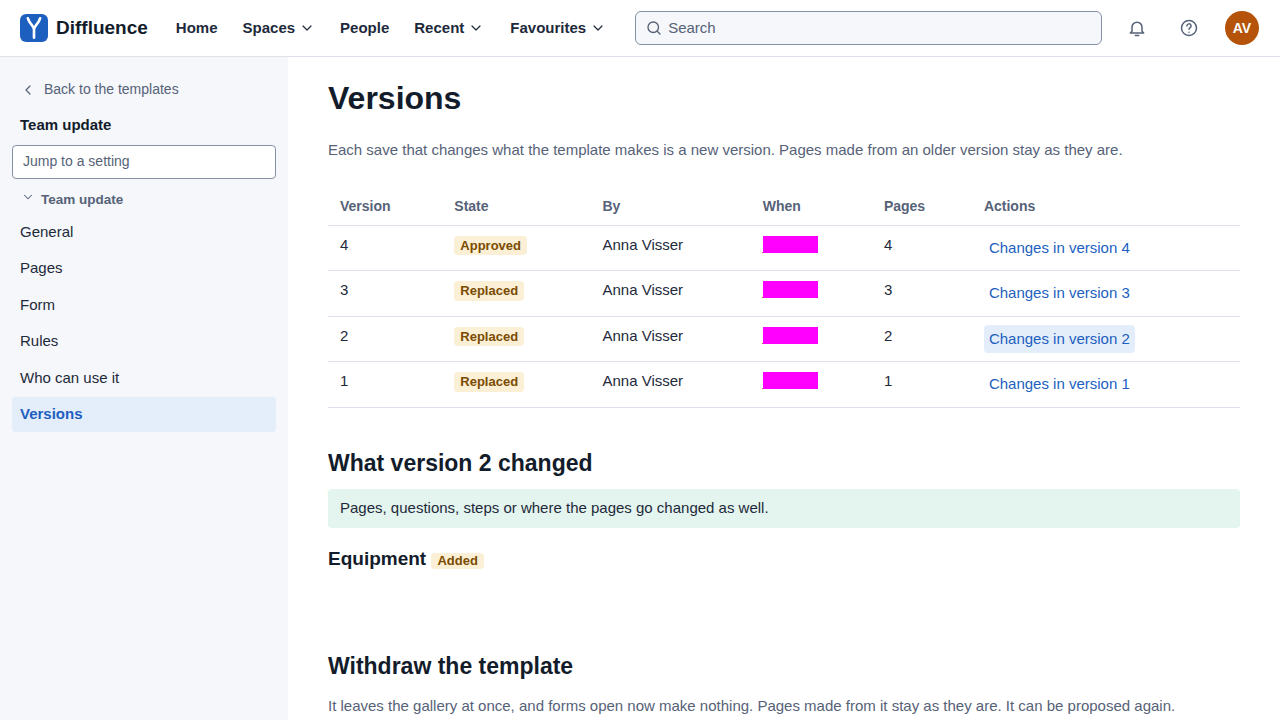 Diffluence Home Spaces People Recent Favourites Search AV
Back to the templates
Team update
Jump to a setting
Team update
General
Pages
Form
Rules
Who can use it
Versions
Versions
Each save that changes what the template makes is a new version. Pages made from an older version stay as they are.
Version State By When Pages Actions
4 Approved Anna Visser 4 Changes in version 4
3 Replaced Anna Visser 3 Changes in version 3
2 Replaced Anna Visser 2 Changes in version 2
1 Replaced Anna Visser 1 Changes in version 1
What version 2 changed
Pages, questions, steps or where the pages go changed as well.
Equipment Added
Withdraw the template
It leaves the gallery at once, and forms open now make nothing. Pages made from it stay as they are. It can be proposed again.